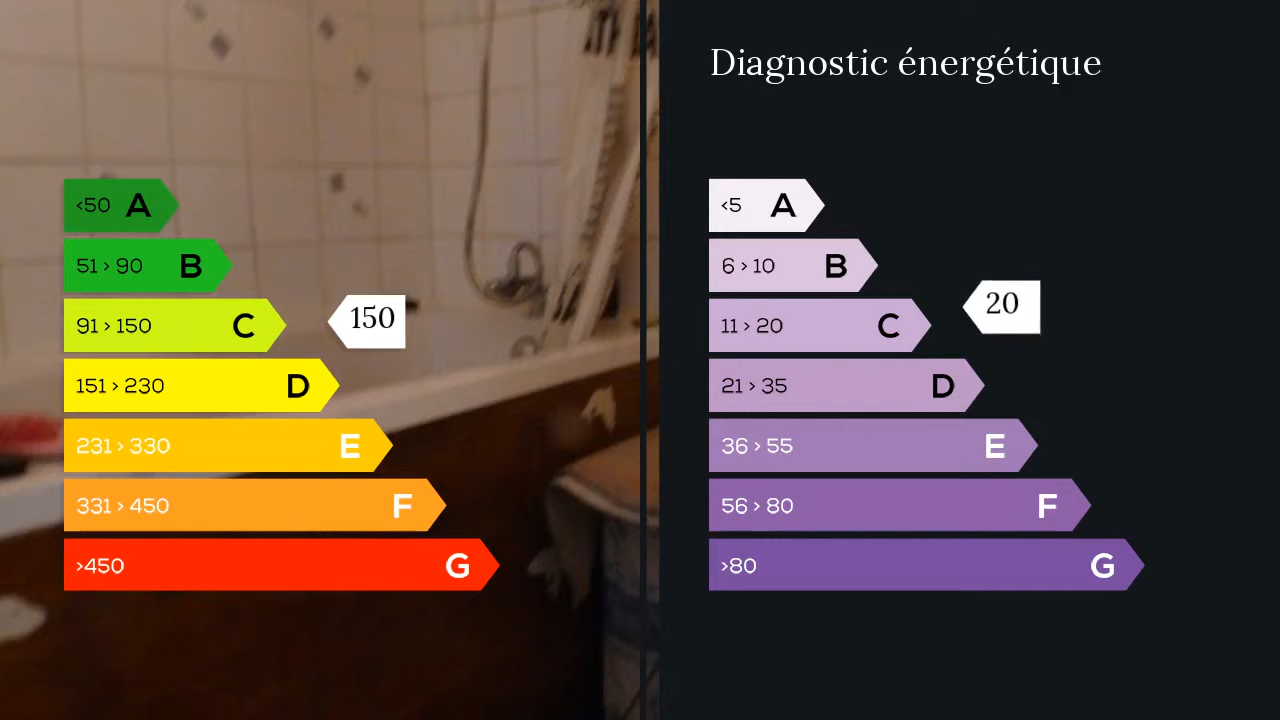 Diagnostic énergétique
<50 A
51 > 90 B
91 > 150 C
150
151 > 230 D
231 > 330 E
331 > 450 F
>450 G
<5 A
6 > 10 B
11 > 20 C
20
21 > 35 D
36 > 55 E
56 > 80 F
>80 G